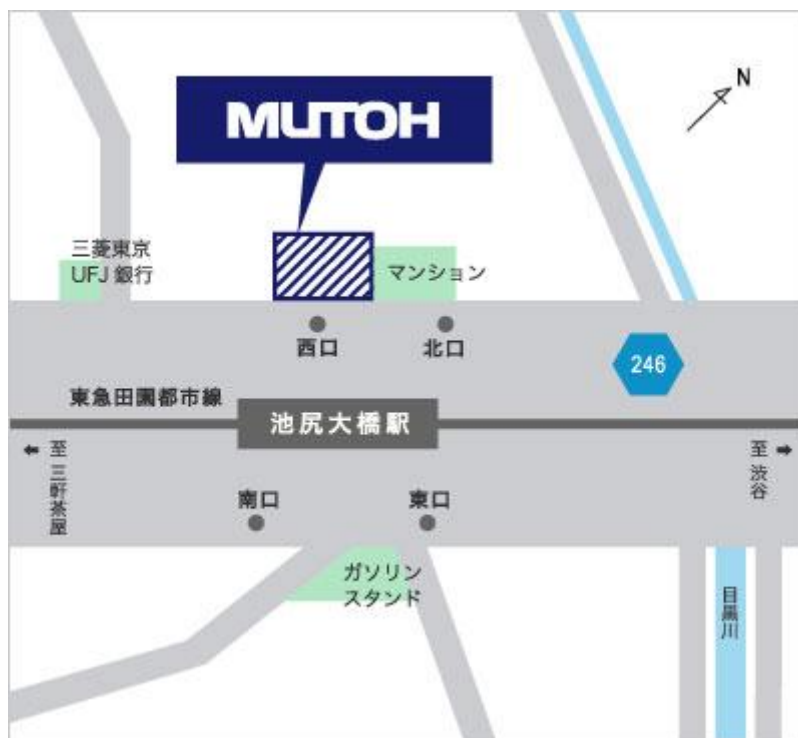 MUTOH
N
三菱東京
UFJ 銀行
マンション
西口
北口
246
東急田園都市線
池尻大橋駅
至 三軒茶屋
至 渋谷
南口
東口
ガソリン
スタンド
目黒川